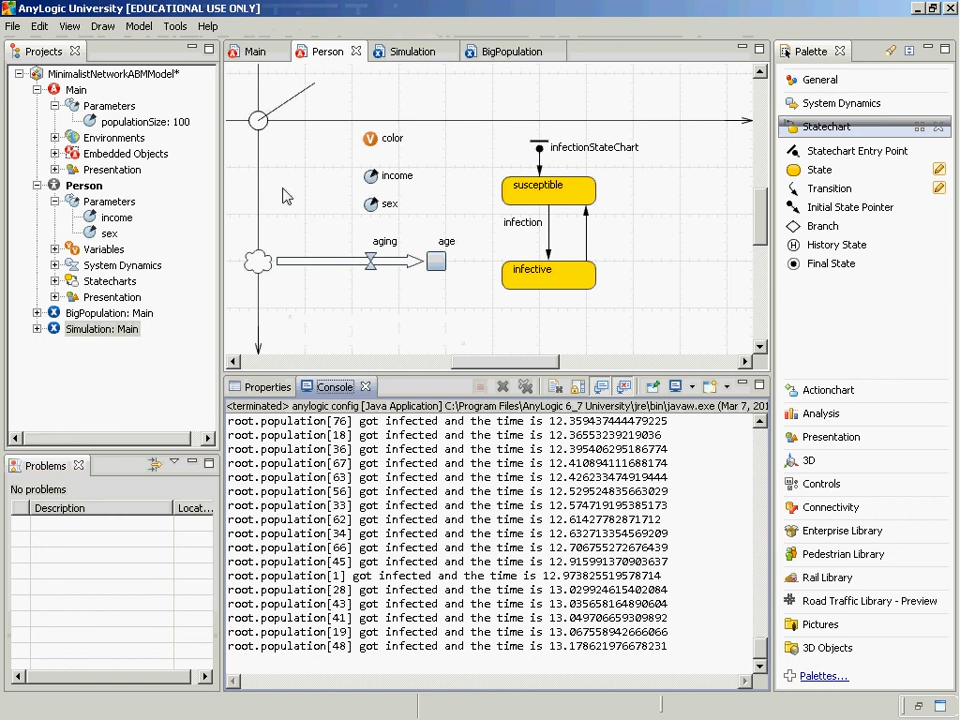 AnyLogic University [EDUCATIONAL USE ONLY]
File Edit View Draw Model Tools Help
Projects
MinimalistNetworkABMModel*
Main
Parameters
populationSize: 100
Environments
Embedded Objects
Presentation
Person
Parameters
income
sex
Variables
System Dynamics
Statecharts
Presentation
BigPopulation: Main
Simulation: Main
Problems
No problems
Description Locat...
Main Person Simulation BigPopulation
color
income
sex
aging
age
infectionStateChart
susceptible
infection
infective
Properties Console
<terminated> anylogic config [Java Application] C:\Program Files\AnyLogic 6_7 University\jre\bin\javaw.exe (Mar 7, 201
root.population[76] got infected and the time is 12.359437444479225
root.population[18] got infected and the time is 12.36553239219036
root.population[36] got infected and the time is 12.395406295186774
root.population[67] got infected and the time is 12.410894111688174
root.population[63] got infected and the time is 12.426233474919444
root.population[56] got infected and the time is 12.529524835663029
root.population[33] got infected and the time is 12.574719195385173
root.population[62] got infected and the time is 12.61427782871712
root.population[34] got infected and the time is 12.632713354569209
root.population[66] got infected and the time is 12.706755272676439
root.population[45] got infected and the time is 12.915991370903637
root.population[1] got infected and the time is 12.973825519578714
root.population[28] got infected and the time is 13.029924615402084
root.population[43] got infected and the time is 13.035658164890604
root.population[41] got infected and the time is 13.049706659309892
root.population[19] got infected and the time is 13.067558942666066
root.population[48] got infected and the time is 13.178621976678231
Palette
General
System Dynamics
Statechart
Statechart Entry Point
State
Transition
Initial State Pointer
Branch
History State
Final State
Actionchart
Analysis
Presentation
3D
Controls
Connectivity
Enterprise Library
Pedestrian Library
Rail Library
Road Traffic Library - Preview
Pictures
3D Objects
Palettes...